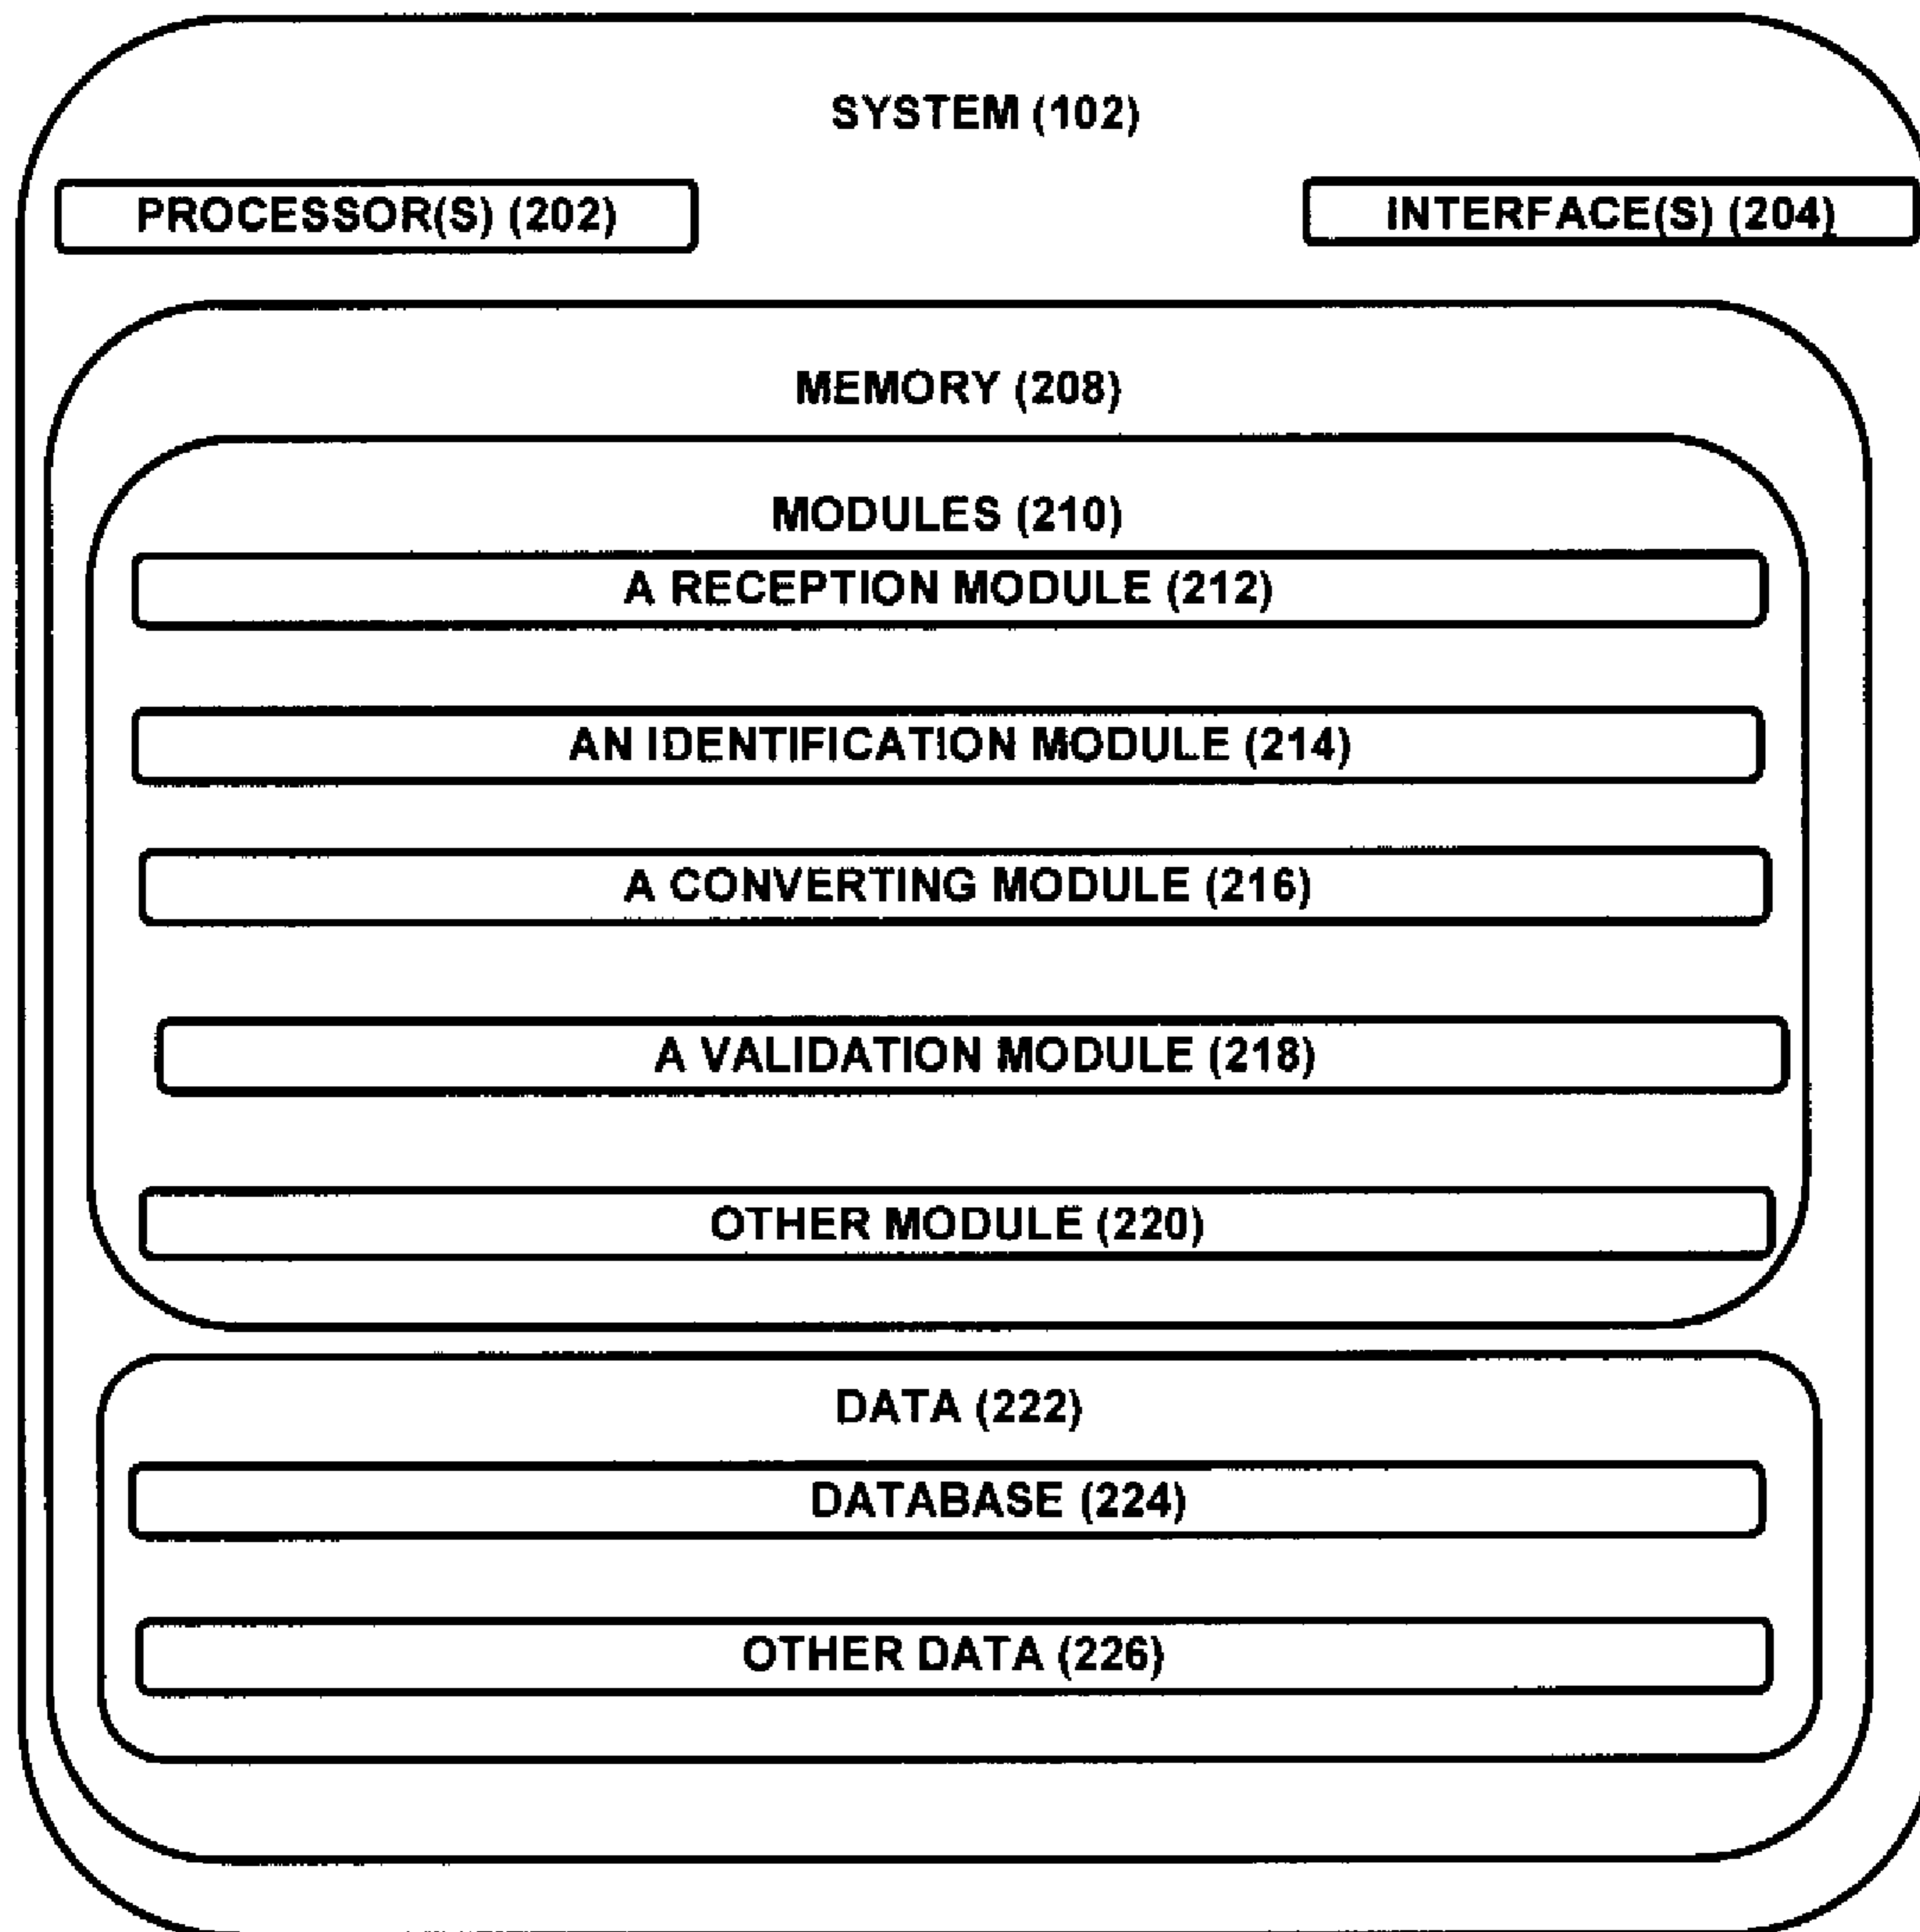 SYSTEM (102)
PROCESSOR(S) (202)
INTERFACE(S) (204)
MEMORY (208)
MODULES (210)
A RECEPTION MODULE (212)
AN IDENTIFICATION MODULE (214)
A CONVERTING MODULE (216)
A VALIDATION MODULE (218)
OTHER MODULE (220)
DATA (222)
DATABASE (224)
OTHER DATA (226)